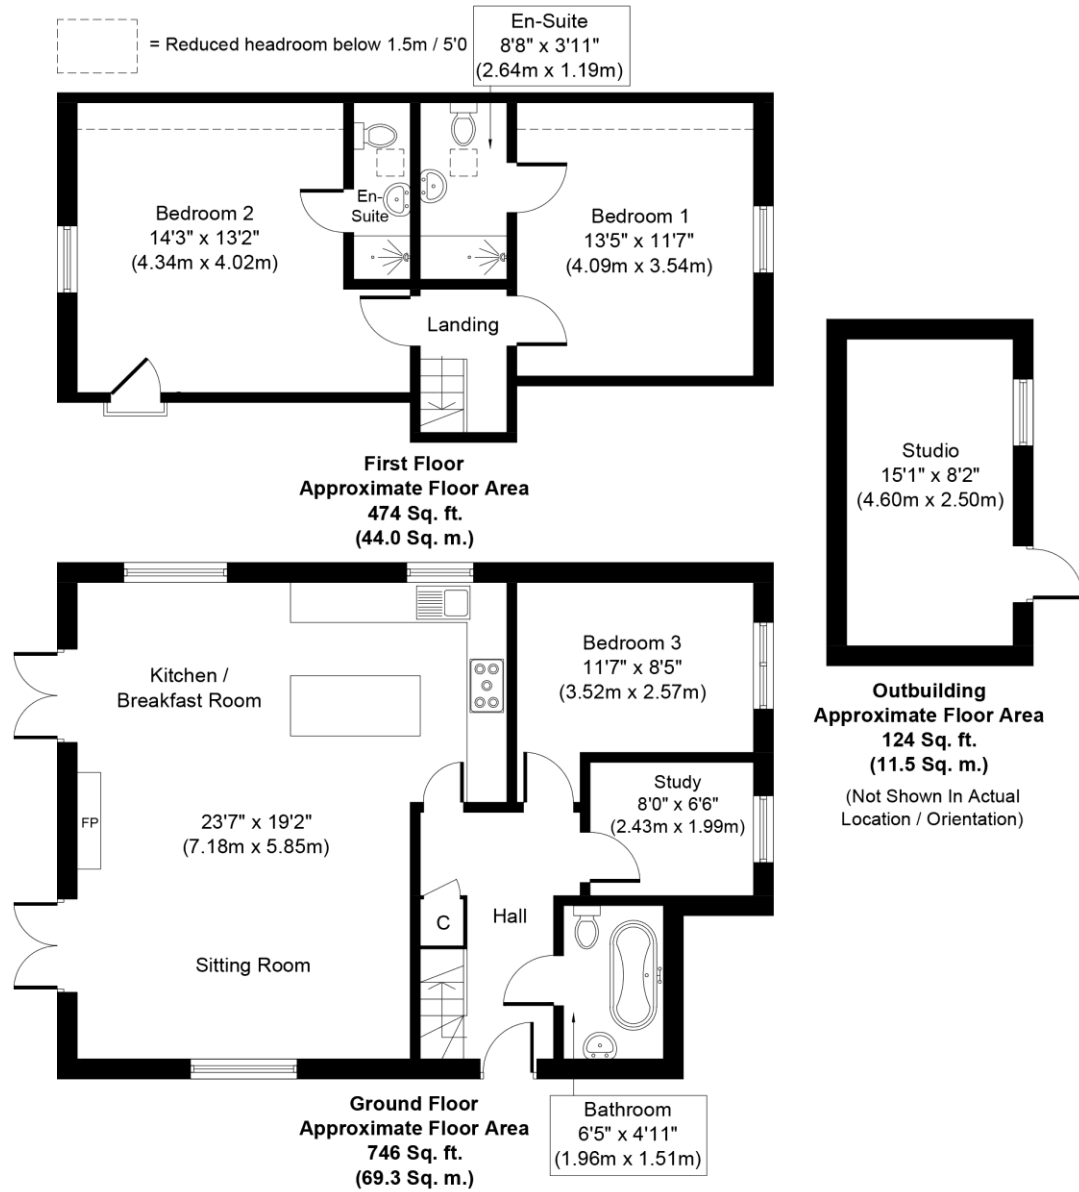 = Reduced headroom below 1.5m / 5'0
En-Suite
8'8" x 3'11"
(2.64m x 1.19m)
Bedroom 2
14'3" x 13'2"
(4.34m x 4.02m)
En-
Suite
Bedroom 1
13'5" x 11'7"
(4.09m x 3.54m)
Landing
First Floor
Approximate Floor Area
474 Sq. ft.
(44.0 Sq. m.)
Studio
15'1" x 8'2"
(4.60m x 2.50m)
Outbuilding
Approximate Floor Area
124 Sq. ft.
(11.5 Sq. m.)
(Not Shown In Actual
Location / Orientation)
Kitchen /
Breakfast Room
Bedroom 3
11'7" x 8'5"
(3.52m x 2.57m)
Study
8'0" x 6'6"
(2.43m x 1.99m)
FP
23'7" x 19'2"
(7.18m x 5.85m)
C
Hall
Sitting Room
Ground Floor
Approximate Floor Area
746 Sq. ft.
(69.3 Sq. m.)
Bathroom
6'5" x 4'11"
(1.96m x 1.51m)